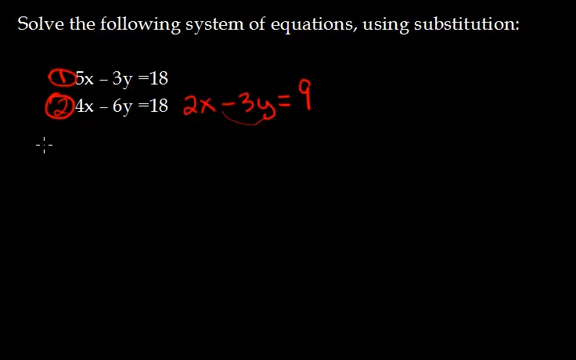 Solve the following system of equations, using substitution:
① 5x – 3y =18
② 4x – 6y =18 2x – 3y = 9